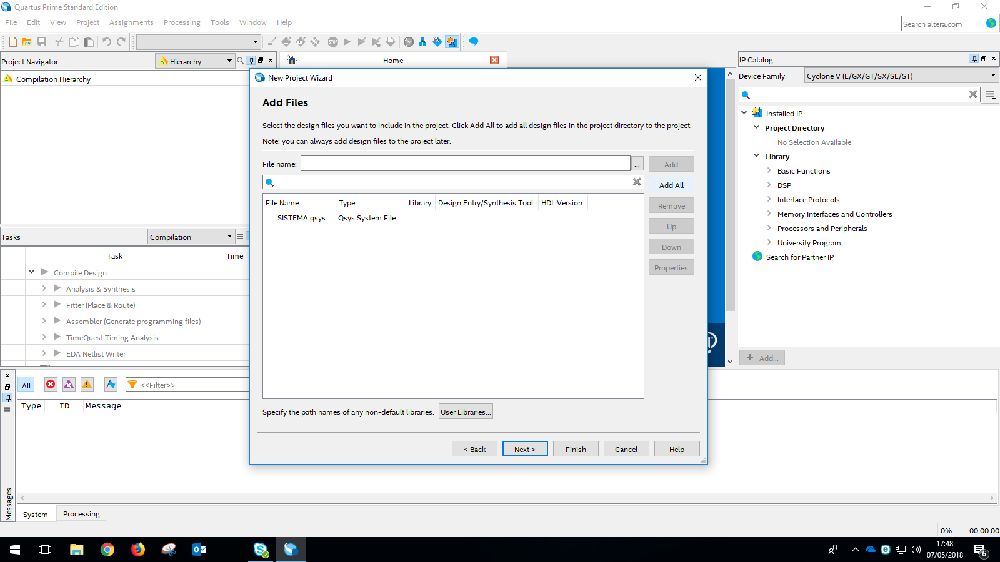 Quartus Prime Standard Edition
File Edit View Project Assignments Processing Tools Window Help
Search altera.com
STOP
Project Navigator
Hierarchy
Compilation Hierarchy
Home
IP Catalog
Device Family
Cyclone V (E/GX/GT/SX/SE/ST)
Installed IP
Project Directory
No Selection Available
Library
Basic Functions
DSP
Interface Protocols
Memory Interfaces and Controllers
Processors and Peripherals
University Program
Search for Partner IP
+ Add...
New Project Wizard
Add Files
Select the design files you want to include in the project. Click Add All to add all design files in the project directory to the project.
Note: you can always add design files to the project later.
File name:
...
Add
Add All
Remove
Up
Down
Properties
File Name Type Library Design Entry/Synthesis Tool HDL Version
SISTEMA.qsys Qsys System File
Specify the path names of any non-default libraries. User Libraries...
< Back Next > Finish Cancel Help
Tasks
Compilation
Task Time
Compile Design
Analysis & Synthesis
Fitter (Place & Route)
Assembler (Generate programming files)
TimeQuest Timing Analysis
EDA Netlist Writer
All
<<Filter>>
Type ID Message
Messages
System Processing
0% 00:00:00
17:48
07/05/2018
6